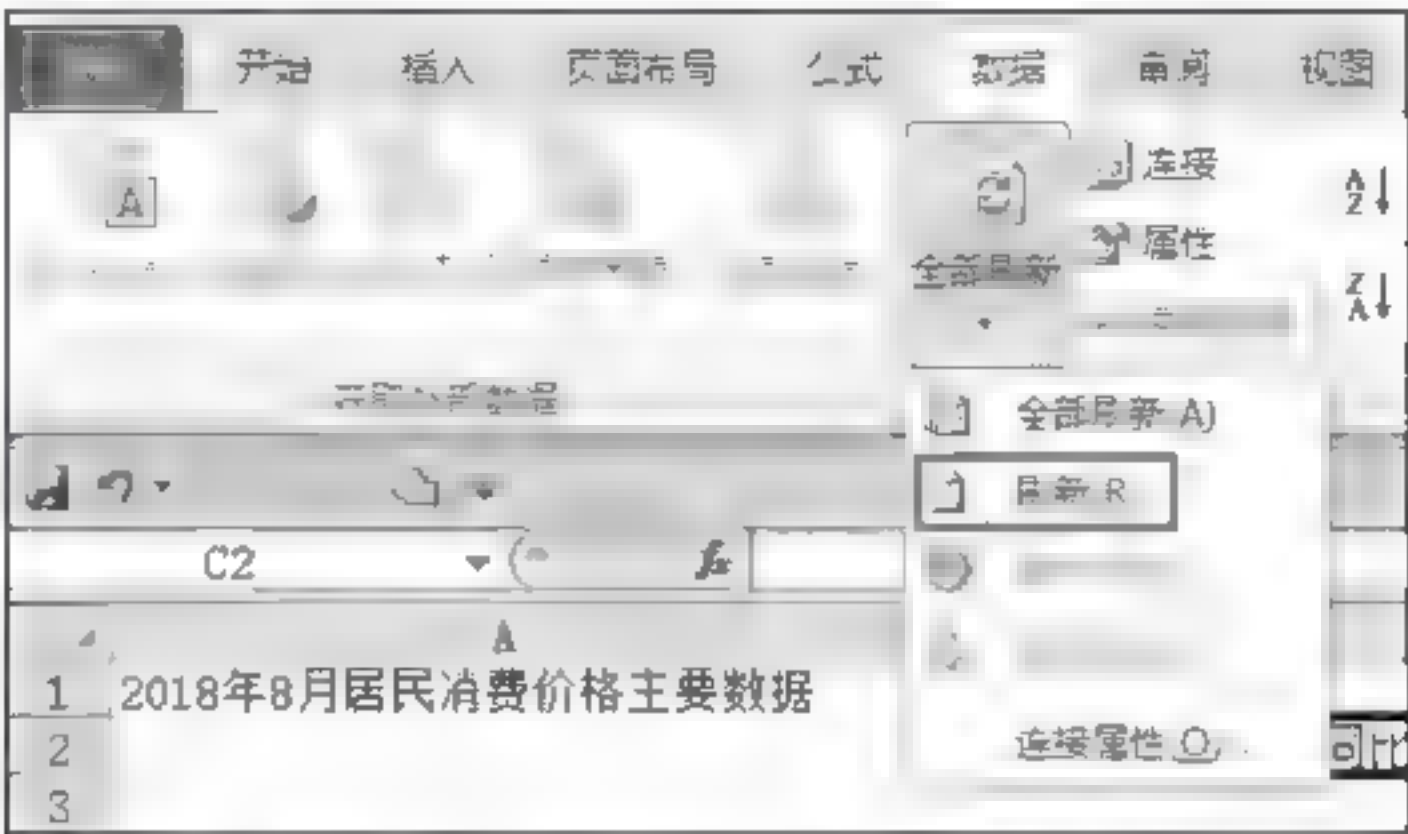 开始 插入 页面布局 公式 数据 审阅 视图
连接
属性
全部刷新
全部刷新 A)
刷新 R
C2 fx
连接属性 O
A
1 2018年8月居民消费价格主要数据
2
3